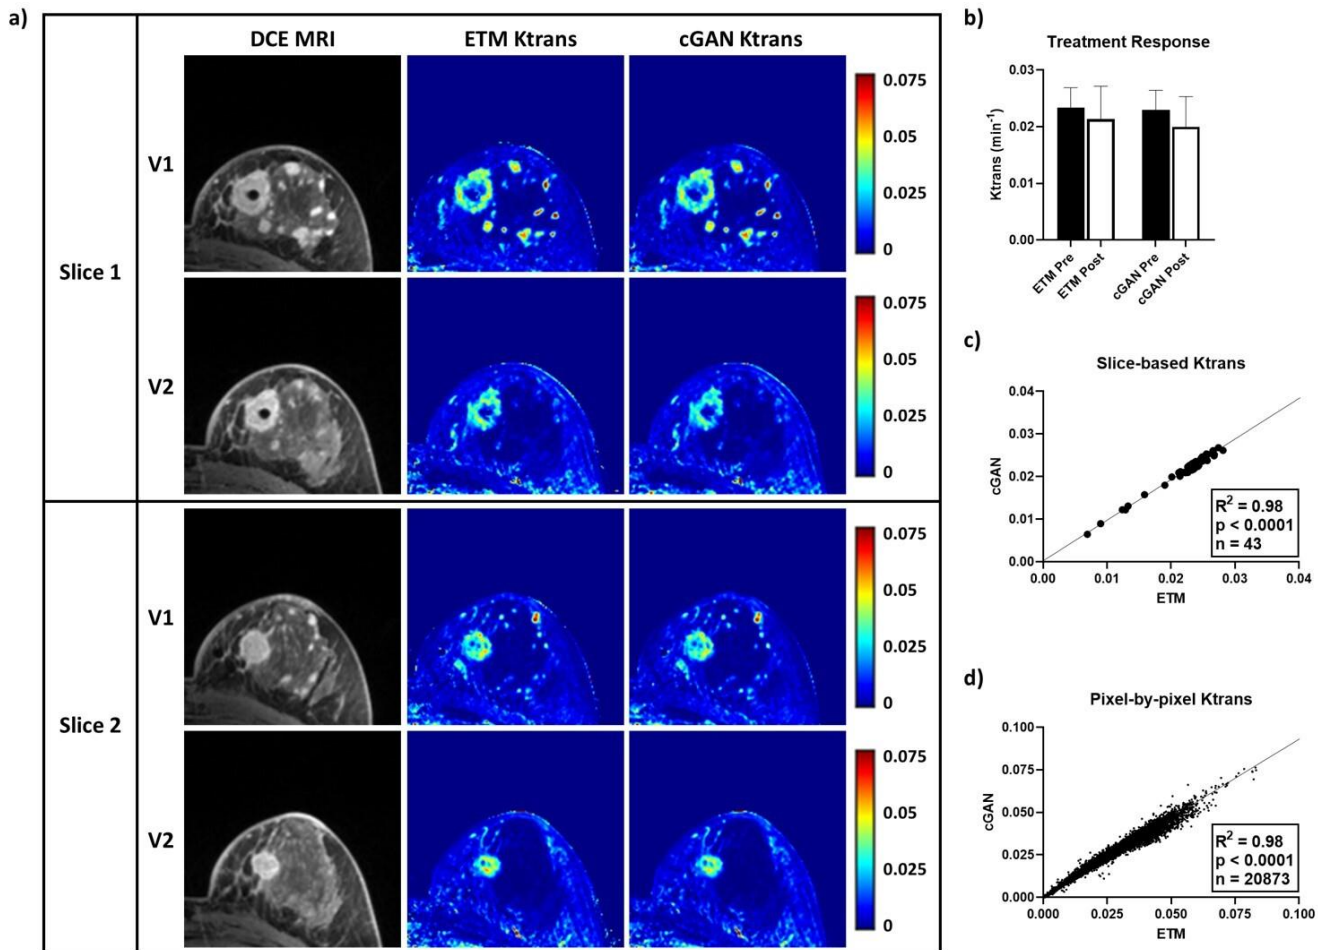 a)
DCE MRI ETM Ktrans cGAN Ktrans
Slice 1
V1
0.075
0.05
0.025
0
V2
0.075
0.05
0.025
0
Slice 2
V1
0.075
0.05
0.025
0
V2
0.075
0.05
0.025
0
b)
Treatment Response
Ktrans (min⁻¹)
0.03
0.02
0.01
0.00
ETM Pre
ETM Post
cGAN Pre
cGAN Post
c)
Slice-based Ktrans
cGAN
0.04
0.03
0.02
0.01
0.00
R² = 0.98
p < 0.0001
n = 43
0.00 0.01 0.02 0.03 0.04
ETM
d)
Pixel-by-pixel Ktrans
cGAN
0.100
0.075
0.050
0.025
0.000
R² = 0.98
p < 0.0001
n = 20873
0.000 0.025 0.050 0.075 0.100
ETM